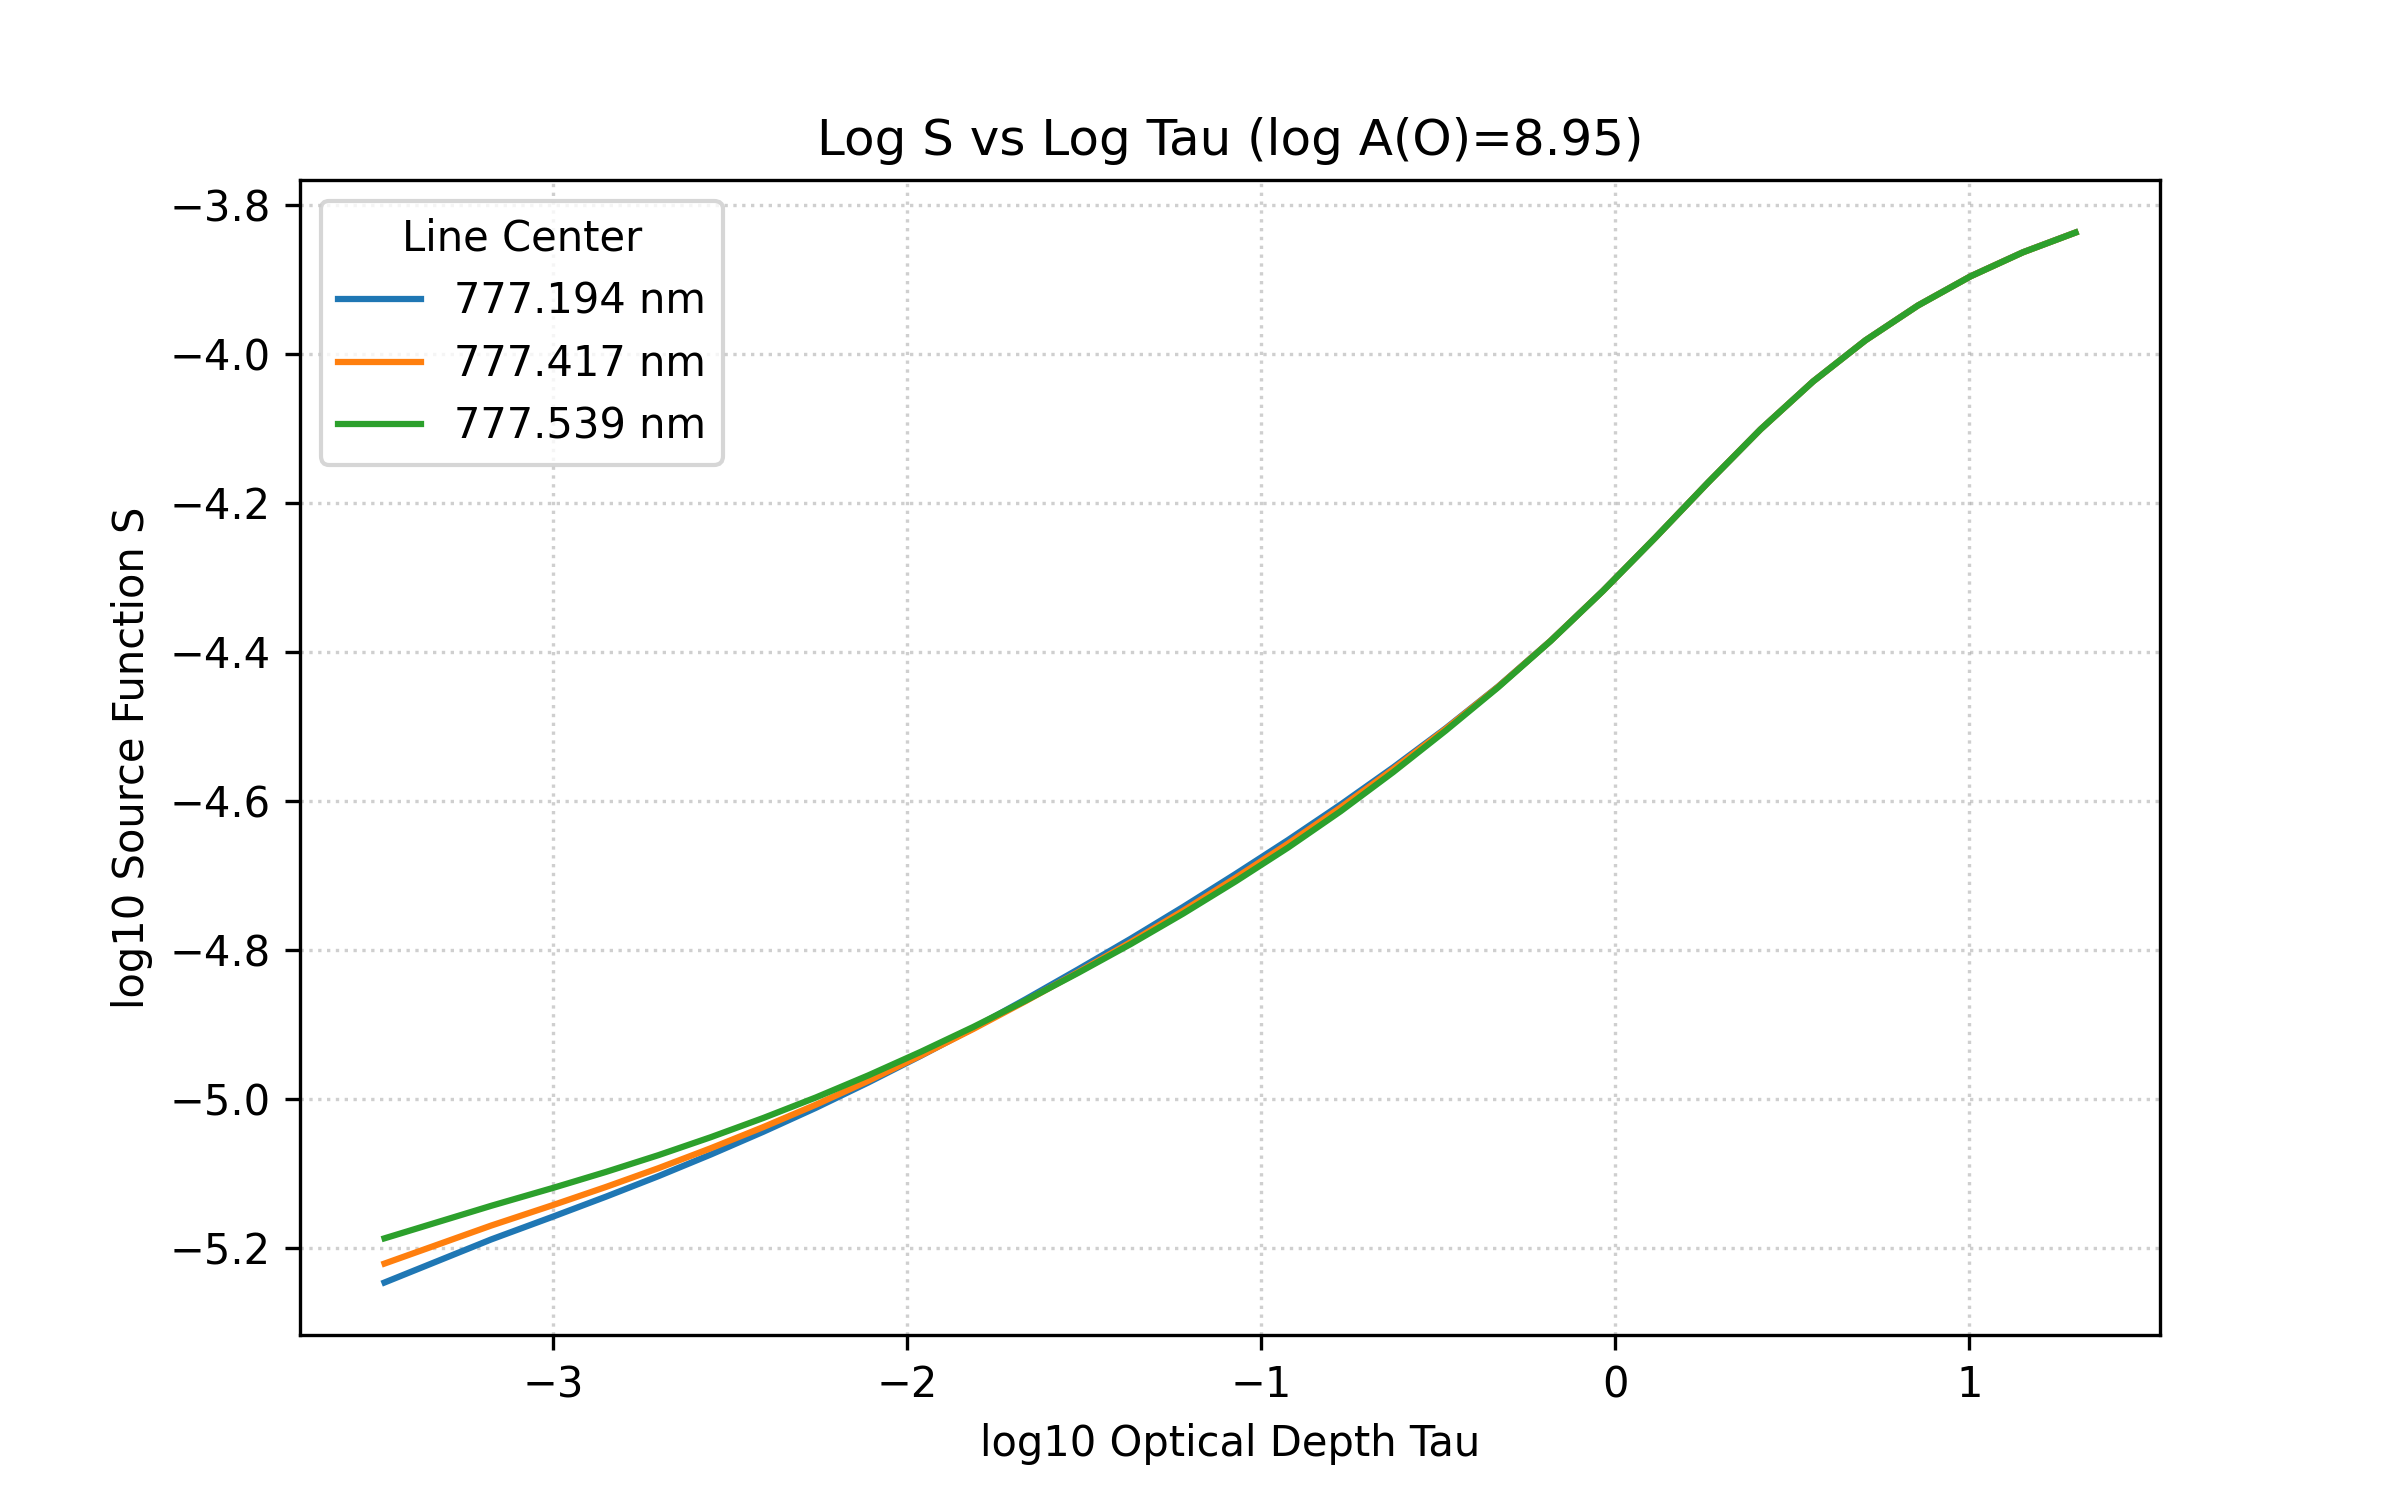 Log S vs Log Tau (log A(O)=8.95)
Line Center
777.194 nm
777.417 nm
777.539 nm
log10 Source Function S
−3.8
−4.0
−4.2
−4.4
−4.6
−4.8
−5.0
−5.2
−3
−2
−1
0
1
log10 Optical Depth Tau